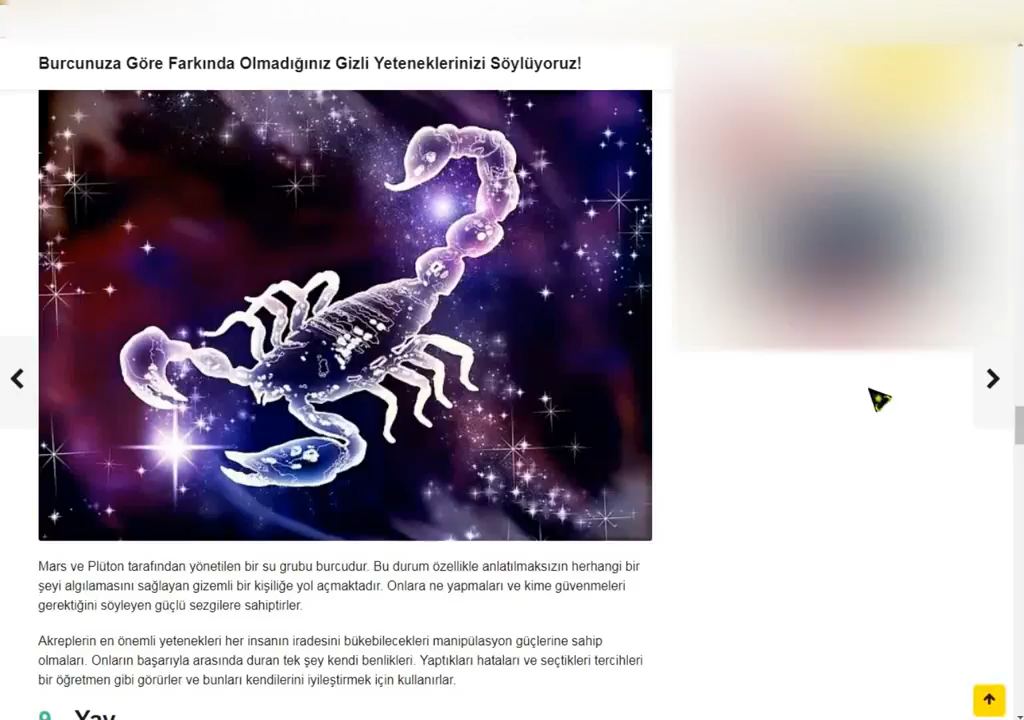 Burcunuza Göre Farkında Olmadığınız Gizli Yeteneklerinizi Söylüyoruz!
Mars ve Plüton tarafından yönetilen bir su grubu burcudur. Bu durum özellikle anlatılmaksızın herhangi bir
şeyi algılamasını sağlayan gizemli bir kişiliğe yol açmaktadır. Onlara ne yapmaları ve kime güvenmeleri
gerektiğini söyleyen güçlü sezgilere sahiptirler.
Akreplerin en önemli yetenekleri her insanın iradesini bükebilecekleri manipülasyon güçlerine sahip
olmaları. Onların başarıyla arasında duran tek şey kendi benlikleri. Yaptıkları hataları ve seçtikleri tercihleri
bir öğretmen gibi görürler ve bunları kendilerini iyileştirmek için kullanırlar.
9. Yay